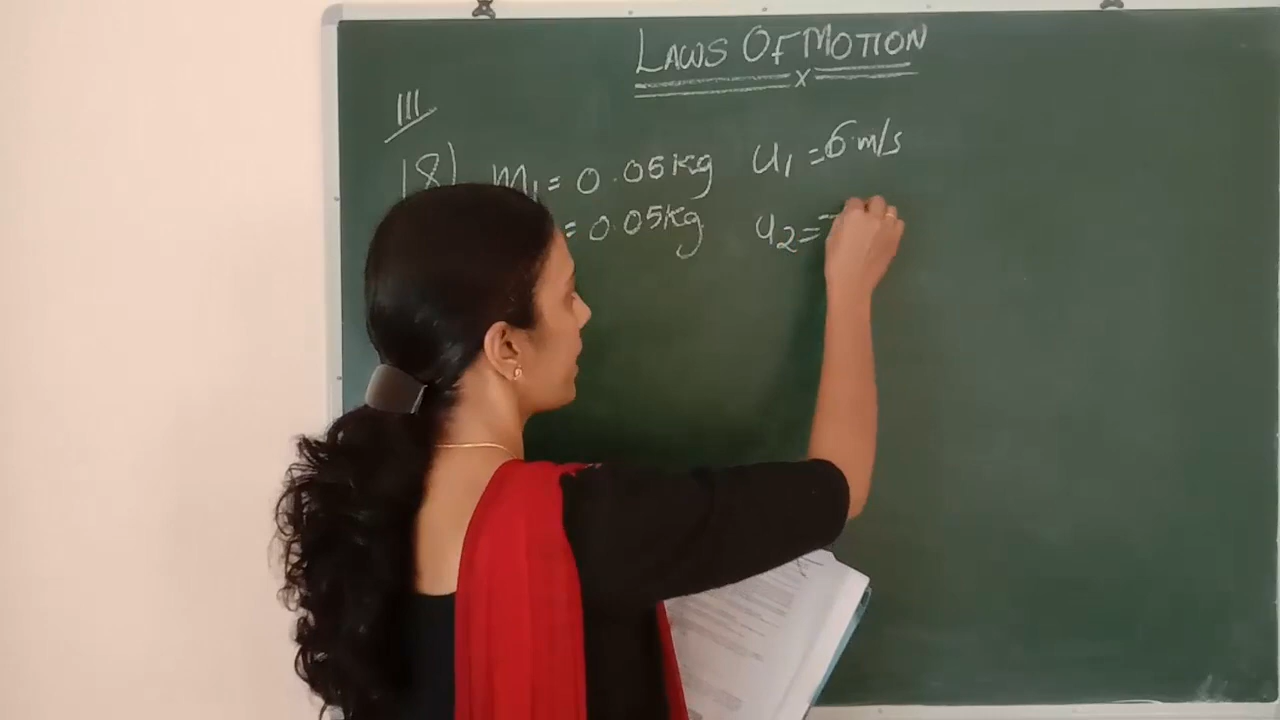 LAWS OF MOTION
x
III
18) m1 = 0.05kg u1 = 6 m/s
= 0.05kg u2 = -